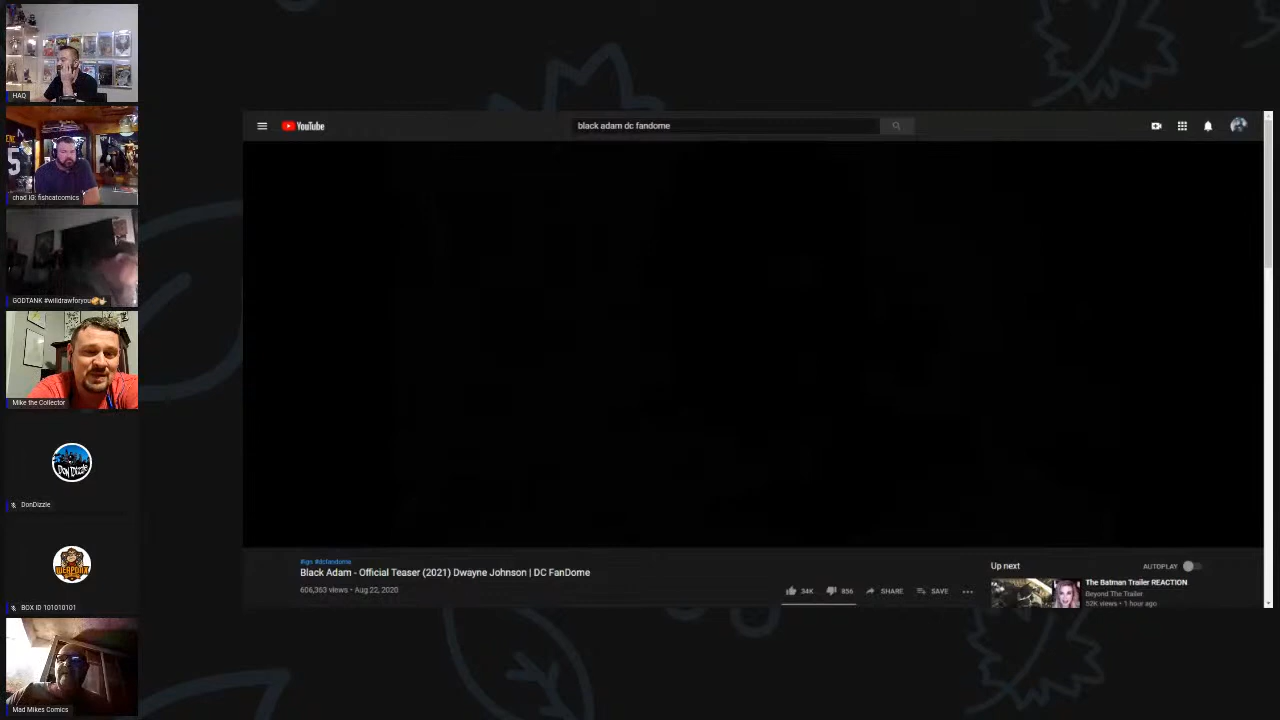 HAQ
chad IG: fishcatcomics
GODTANK #willdrawforyou
Mike the Collector
DON DIZZLE
DonDizzle
WEAPONX
BOX ID 101010101
Mad Mikes Comics
YouTube
black adam dc fandome
#ign #dcfandome
Black Adam - Official Teaser (2021) Dwayne Johnson | DC FanDome
606,363 views • Aug 22, 2020
34K
856
SHARE
SAVE
Up next
AUTOPLAY
The Batman Trailer REACTION
Beyond The Trailer
52K views • 1 hour ago